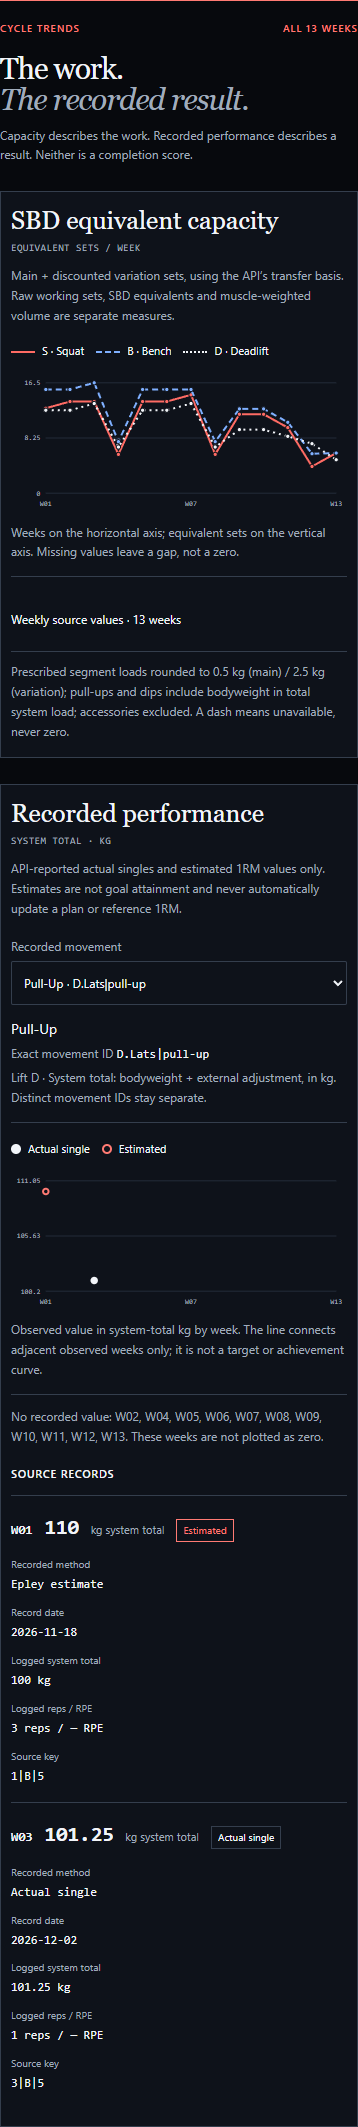 CYCLE TRENDS
ALL 13 WEEKS
The work.
The recorded result.
Capacity describes the work. Recorded performance describes a
result. Neither is a completion score.
SBD equivalent capacity
EQUIVALENT SETS / WEEK
Main + discounted variation sets, using the API's transfer basis.
Raw working sets, SBD equivalents and muscle-weighted
volume are separate measures.
S · Squat
B · Bench
D · Deadlift
16.5
8.25
0
W01
W07
W13
Weeks on the horizontal axis; equivalent sets on the vertical
axis. Missing values leave a gap, not a zero.
Weekly source values · 13 weeks
Prescribed segment loads rounded to 0.5 kg (main) / 2.5 kg
(variation); pull-ups and dips include bodyweight in total
system load; accessories excluded. A dash means unavailable,
never zero.
Recorded performance
SYSTEM TOTAL · KG
API-reported actual singles and estimated 1RM values only.
Estimates are not goal attainment and never automatically
update a plan or reference 1RM.
Recorded movement
Pull-Up · D.Lats|pull-up
Pull-Up
Exact movement ID D.Lats|pull-up
Lift D · System total: bodyweight + external adjustment, in kg.
Distinct movement IDs stay separate.
Actual single
Estimated
111.05
105.63
100.2
W01
W07
W13
Observed value in system-total kg by week. The line connects
adjacent observed weeks only; it is not a target or achievement
curve.
No recorded value: W02, W04, W05, W06, W07, W08, W09,
W10, W11, W12, W13. These weeks are not plotted as zero.
SOURCE RECORDS
W01 110 kg system total Estimated
Recorded method
Epley estimate
Record date
2026-11-18
Logged system total
100 kg
Logged reps / RPE
3 reps / — RPE
Source key
1|B|5
W03 101.25 kg system total Actual single
Recorded method
Actual single
Record date
2026-12-02
Logged system total
101.25 kg
Logged reps / RPE
1 reps / — RPE
Source key
3|B|5